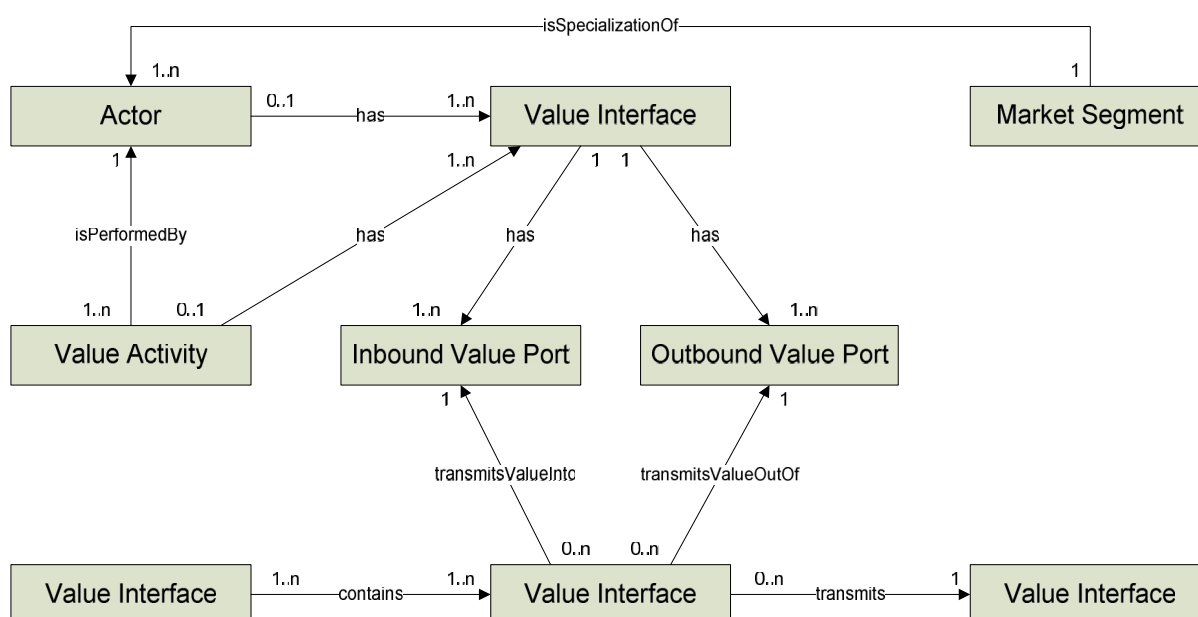 isSpecializationOf
1..n
1
Actor
0..1
has
1..n
Value Interface
Market Segment
1
1..n
1
1
isPerformedBy
has
has
has
1..n
0..1
1..n
1..n
Value Activity
Inbound Value Port
Outbound Value Port
1
1
transmitsValueInto
transmitsValueOutOf
0..n
0..n
Value Interface
1..n
contains
1..n
Value Interface
0..n
transmits
1
Value Interface